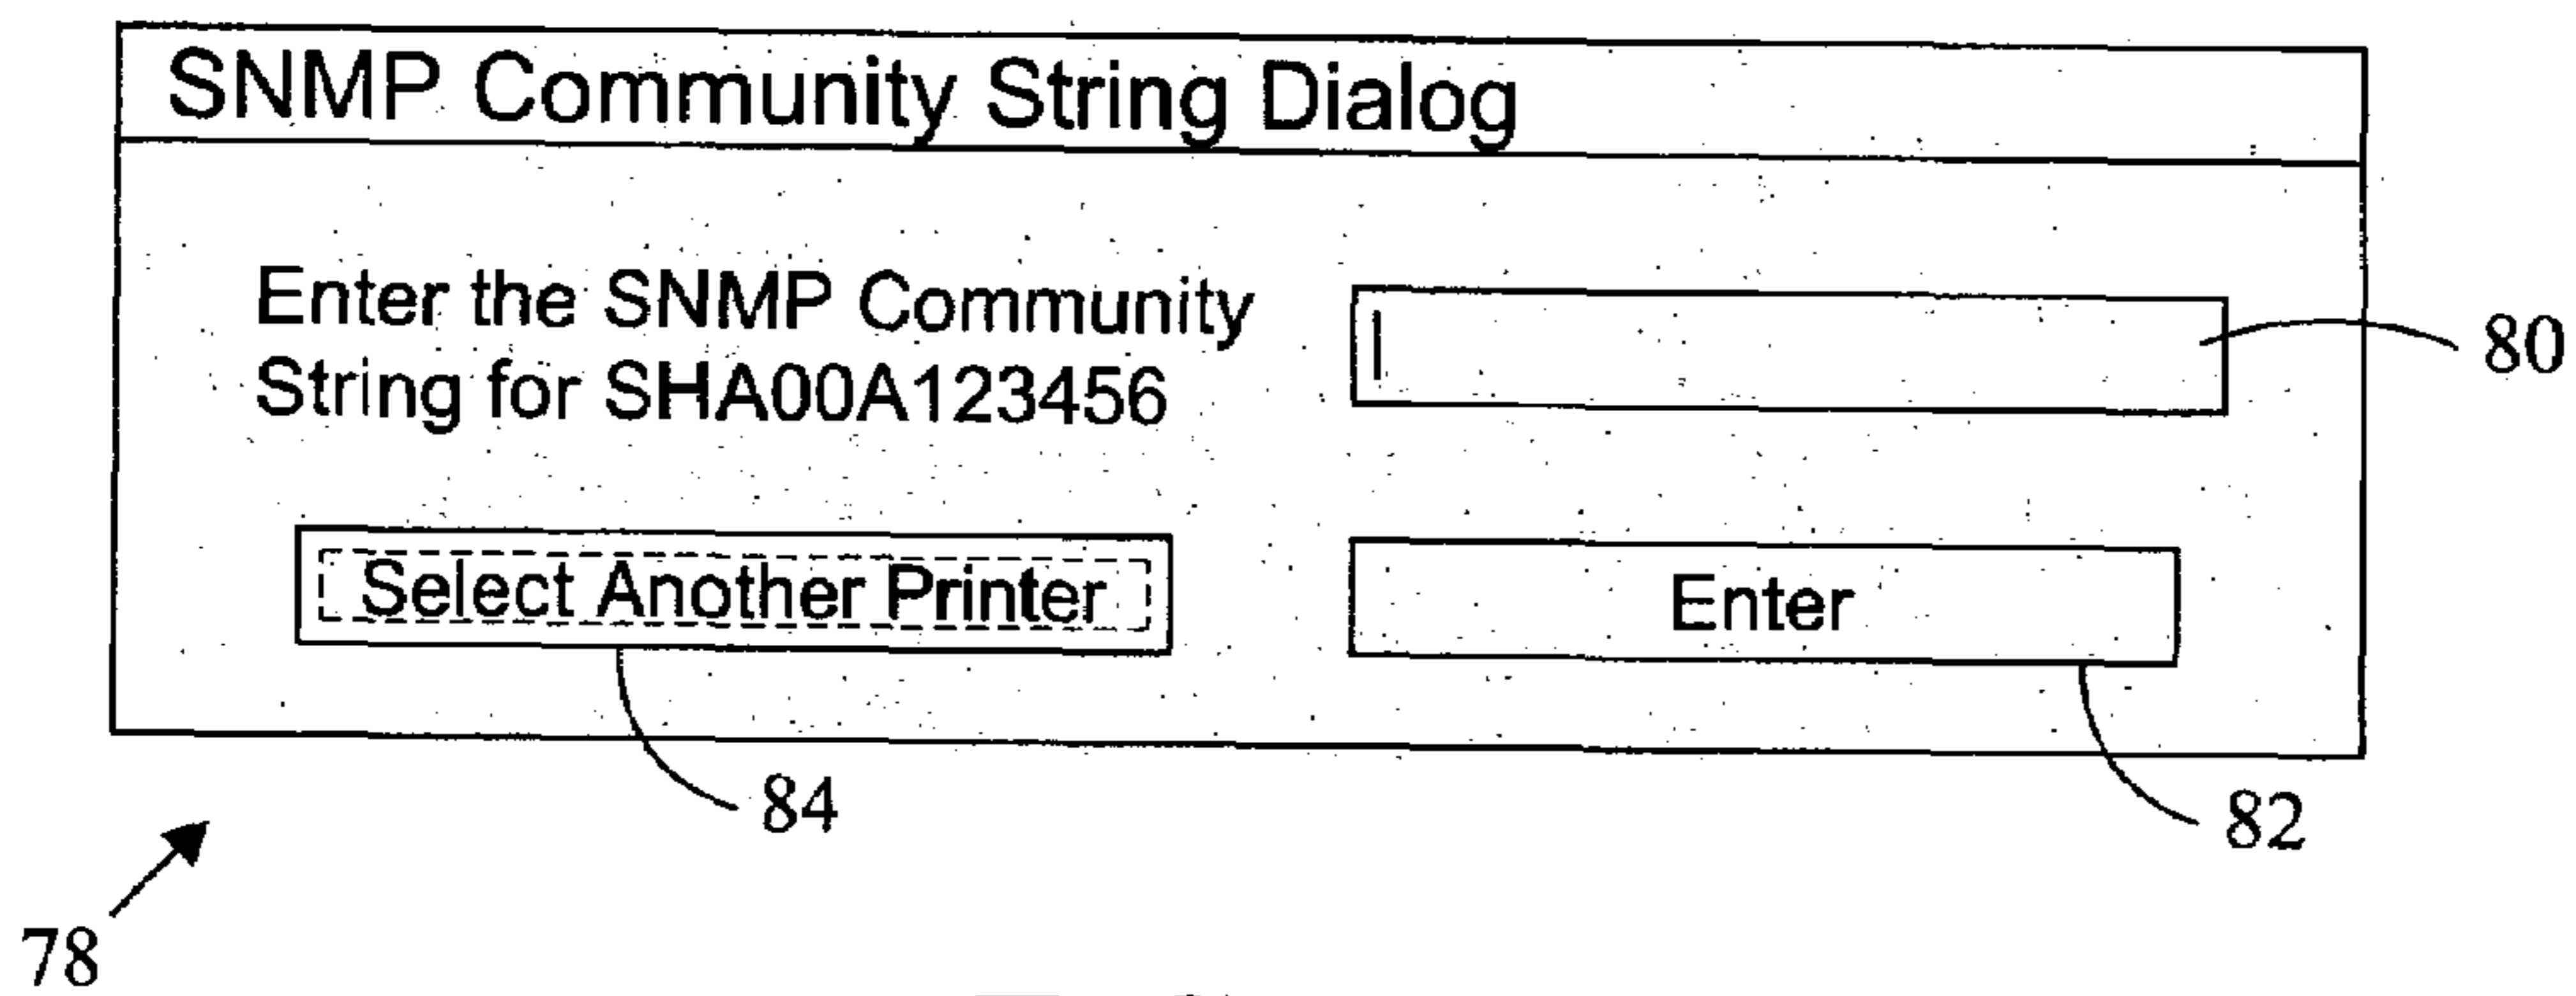 SNMP Community String Dialog
Enter the SNMP Community
String for SHA00A123456
80
Select Another Printer
Enter
84
82
78